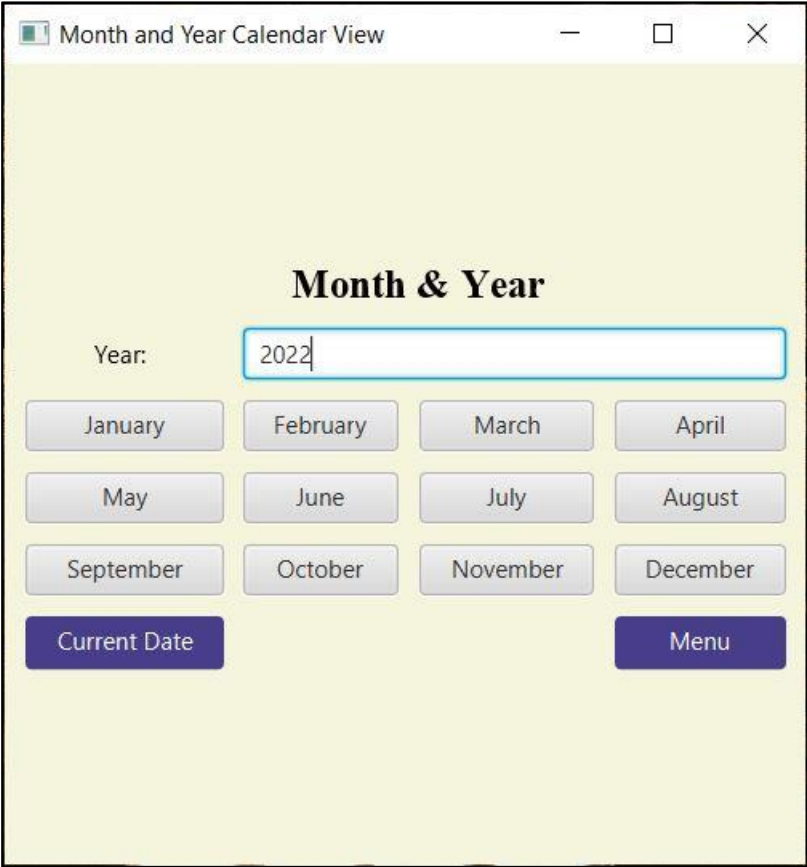 Month and Year Calendar View
Month & Year
Year: 2022
January February March April
May June July August
September October November December
Current Date Menu